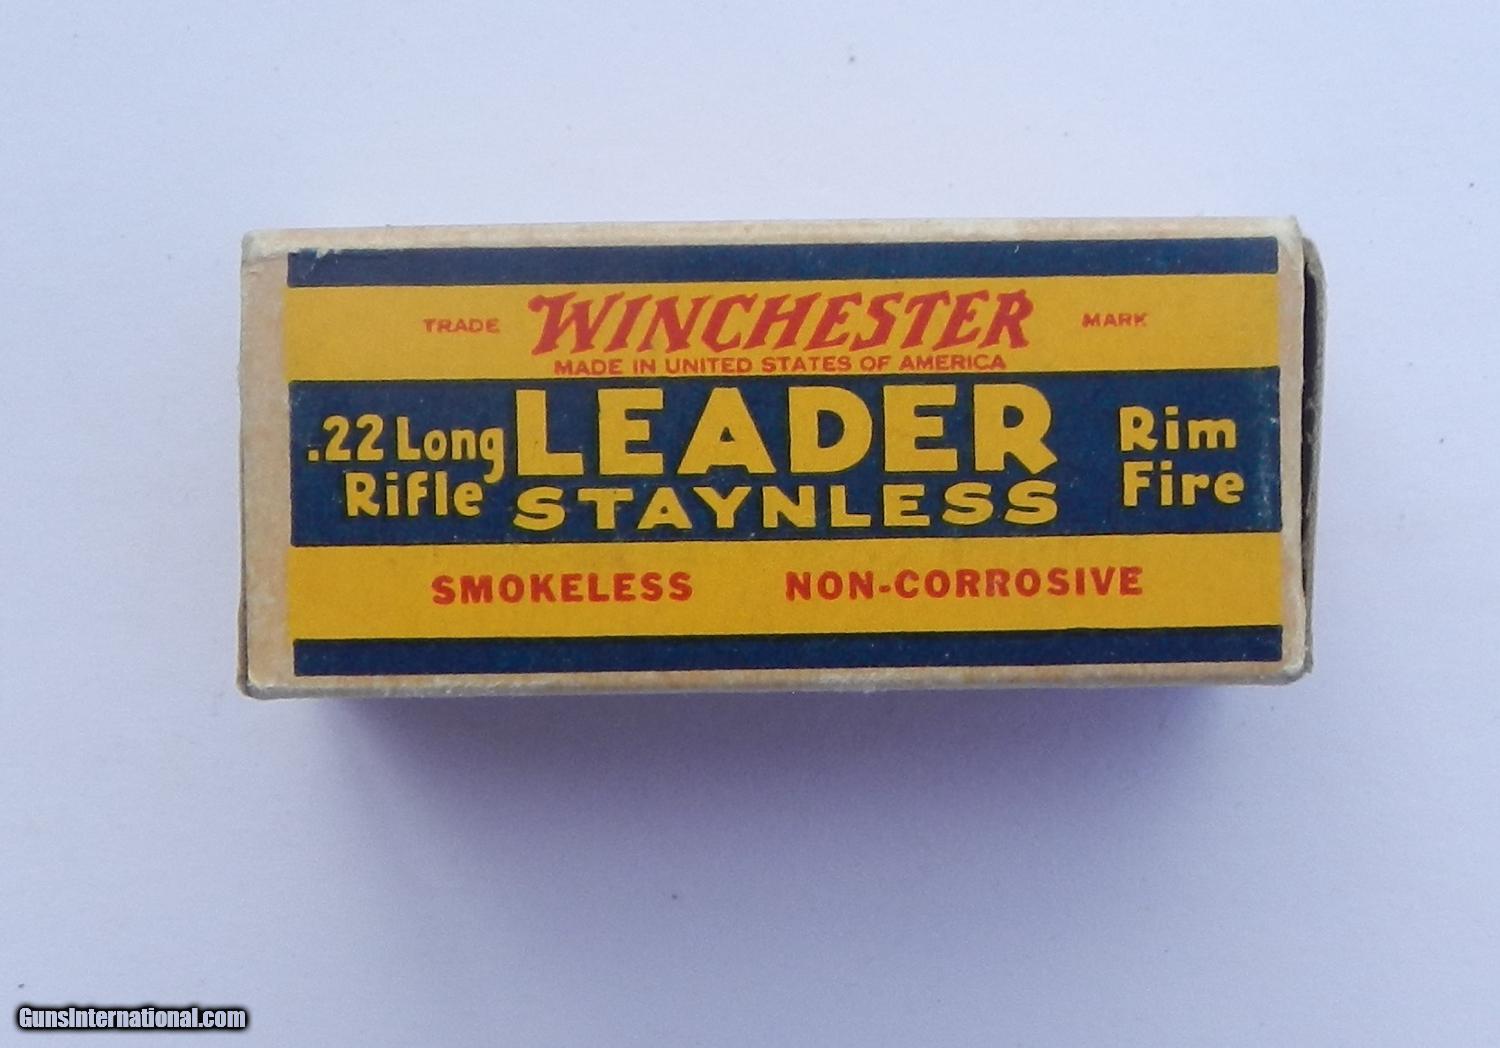 TRADE WINCHESTER MARK
MADE IN UNITED STATES OF AMERICA
.22 Long Rifle
LEADER
STAYNLESS
Rim Fire
SMOKELESS NON-CORROSIVE
GunsInternational.com